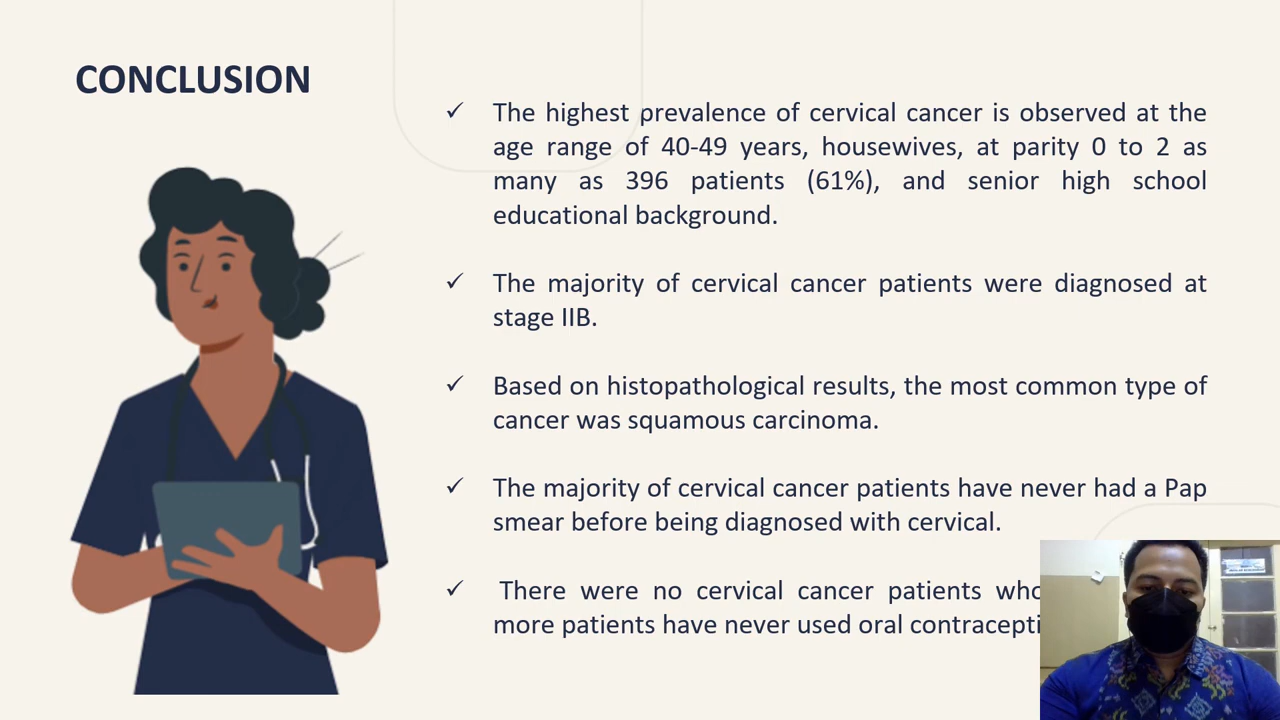 CONCLUSION
✓ The highest prevalence of cervical cancer is observed at the
age range of 40-49 years, housewives, at parity 0 to 2 as
many as 396 patients (61%), and senior high school
educational background.
✓ The majority of cervical cancer patients were diagnosed at
stage IIB.
✓ Based on histopathological results, the most common type of
cancer was squamous carcinoma.
✓ The majority of cervical cancer patients have never had a Pap
smear before being diagnosed with cervical.
✓ There were no cervical cancer patients who
more patients have never used oral